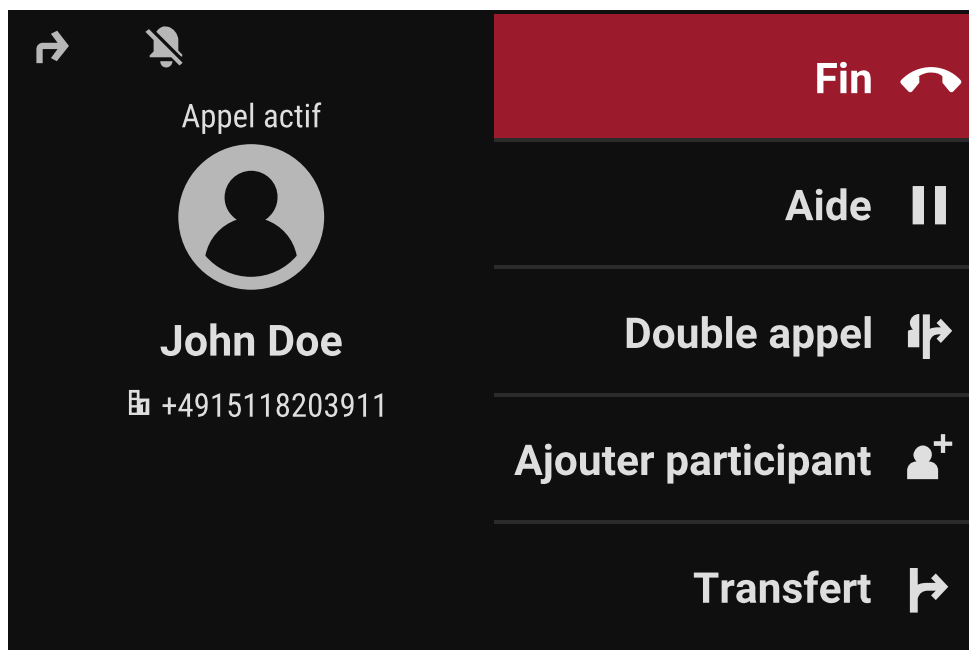 Appel actif
John Doe
+4915118203911
Fin
Aide
Double appel
Ajouter participant
Transfert